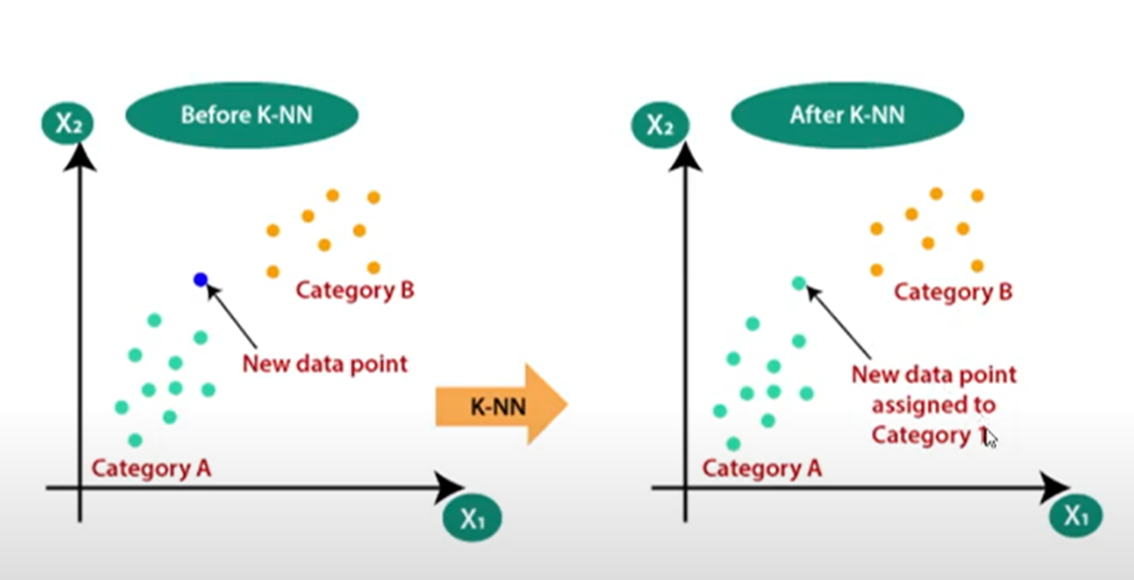 X₂
Before K-NN
Category B
New data point
Category A
X₁
K-NN
X₂
After K-NN
Category B
New data point
assigned to
Category 1
Category A
X₁